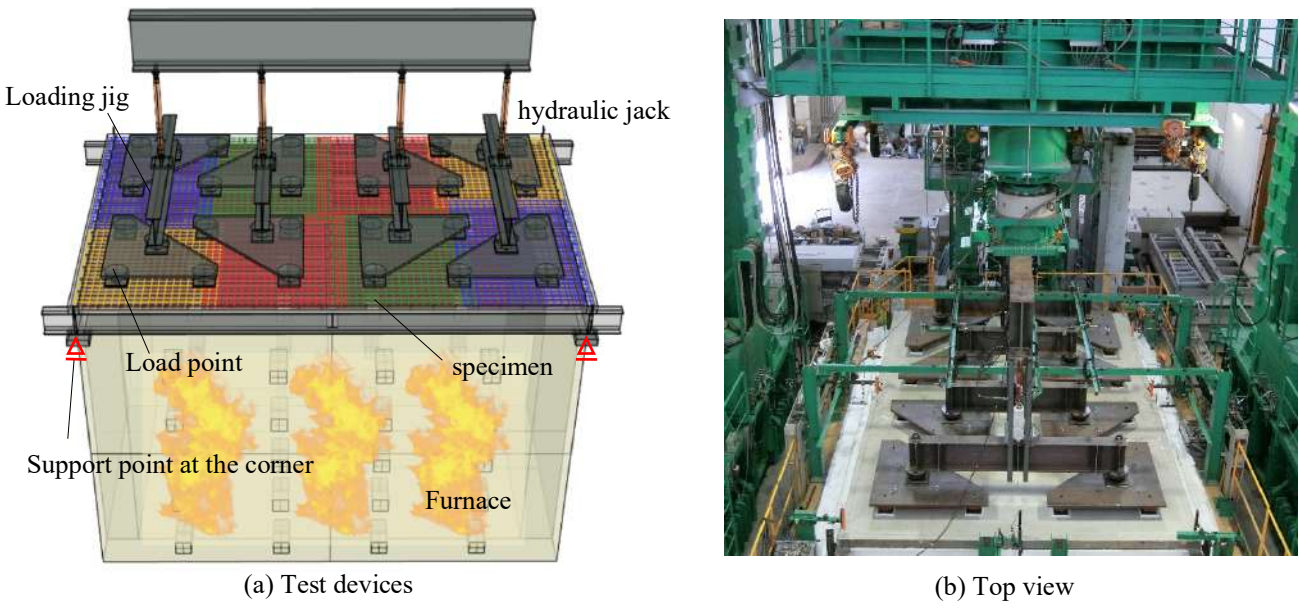 Loading jig
hydraulic jack
Load point
specimen
Support point at the corner
Furnace
(a) Test devices
(b) Top view